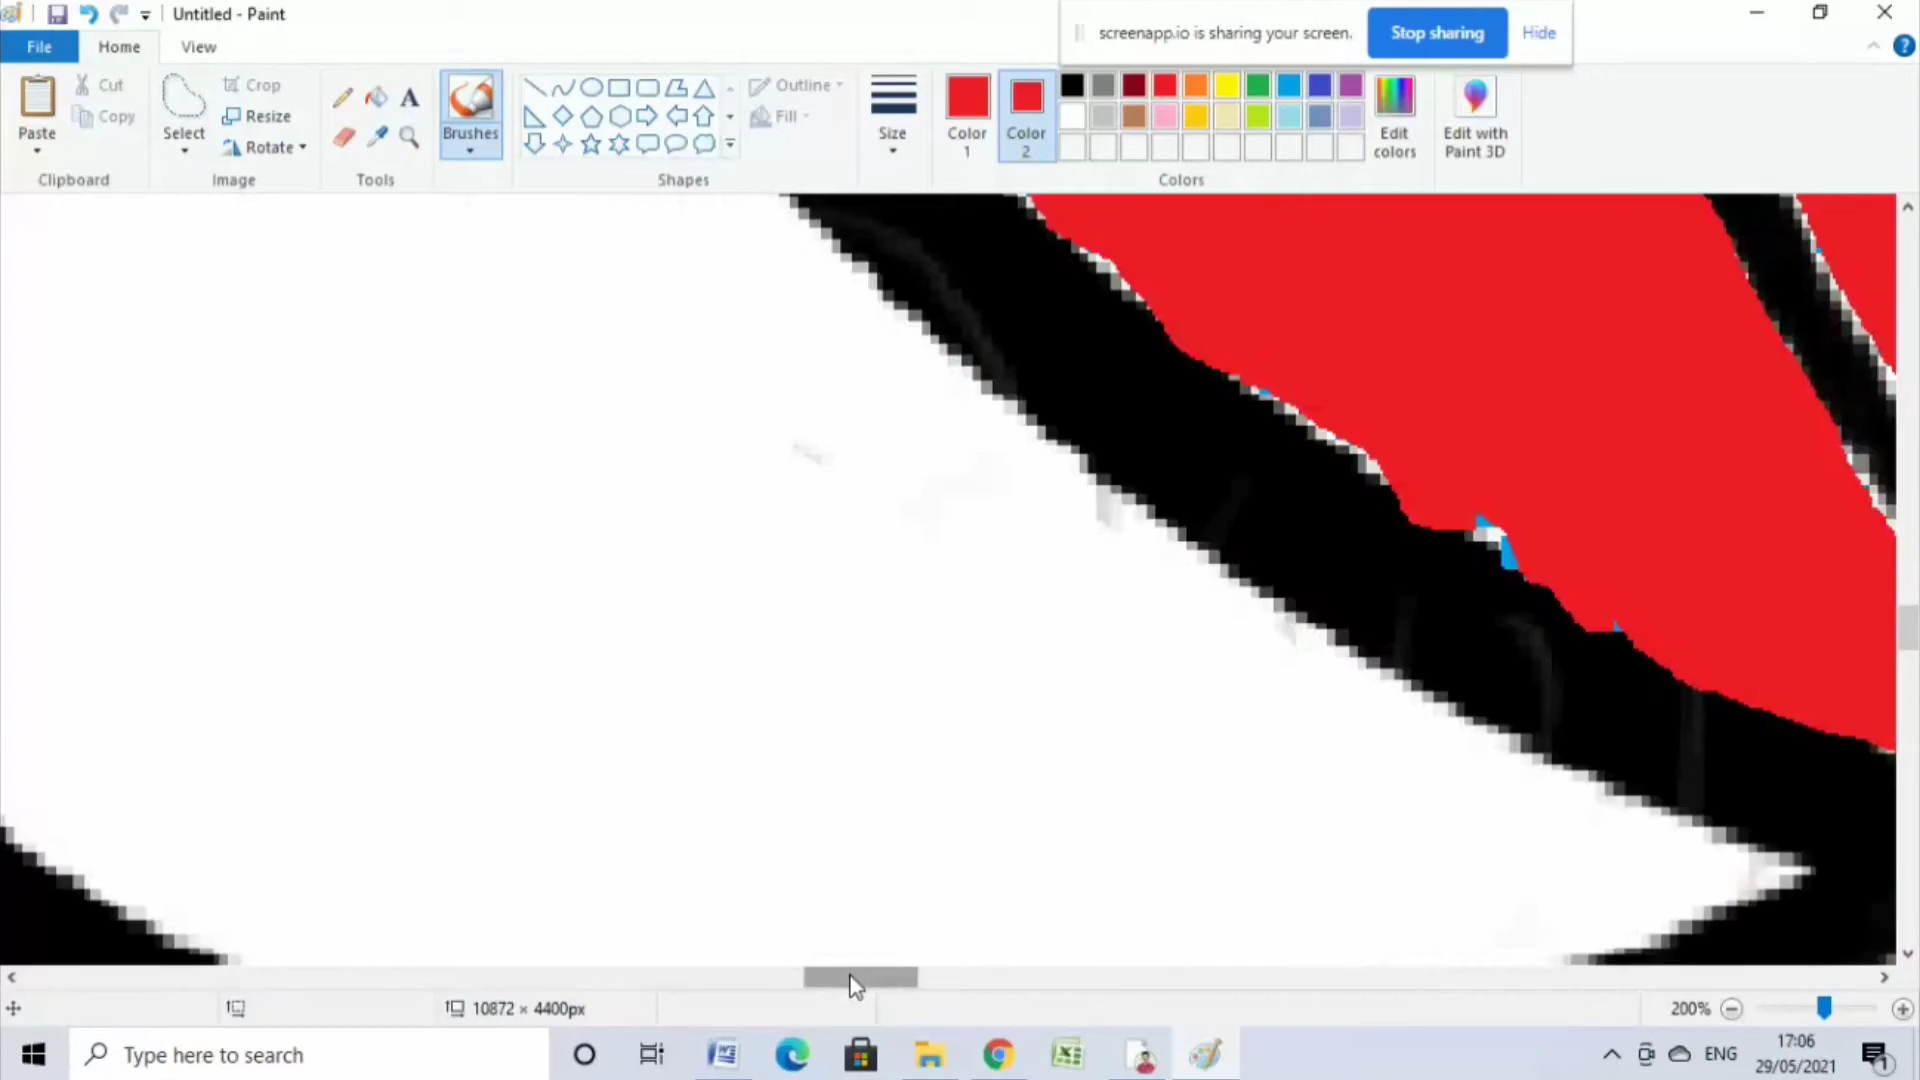 Untitled - Paint
screenapp.io is sharing your screen.
Stop sharing
Hide
File
Home
View
Paste
Cut
Copy
Clipboard
Select
Crop
Resize
Rotate
Image
A
Tools
Brushes
Shapes
Outline
Fill
Size
Color
1
Color
2
Colors
Edit
colors
Edit with
Paint 3D
10872 × 4400px
200%
Type here to search
ENG
17:06
29/05/2021
1